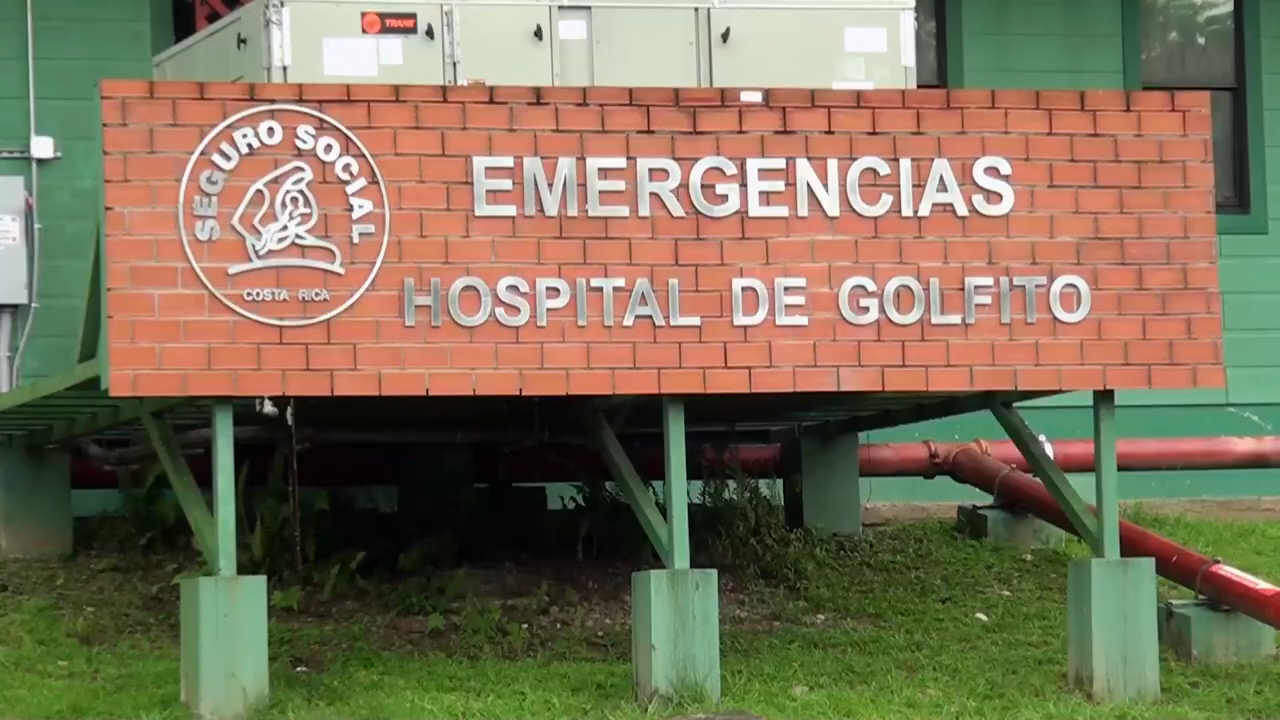 TRANE
SEGURO SOCIAL
COSTA RICA
EMERGENCIAS
HOSPITAL DE GOLFITO